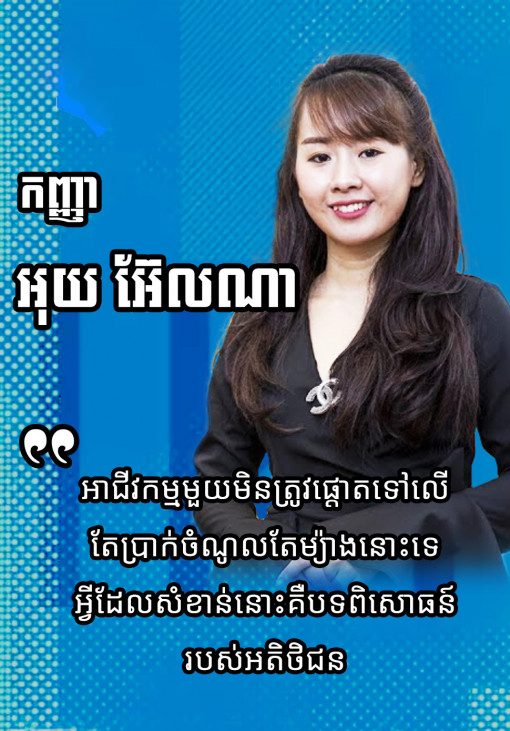 កញ្ញា
អុយ អ៊ែលណា
អាជីវកម្មមួយមិនត្រូវផ្តោតទៅលើ
តែប្រាក់ចំណូលតែម្យ៉ាងនោះទេ
អ្វីដែលសំខាន់នោះគឺបទពិសោធន៍
របស់អតិថិជន